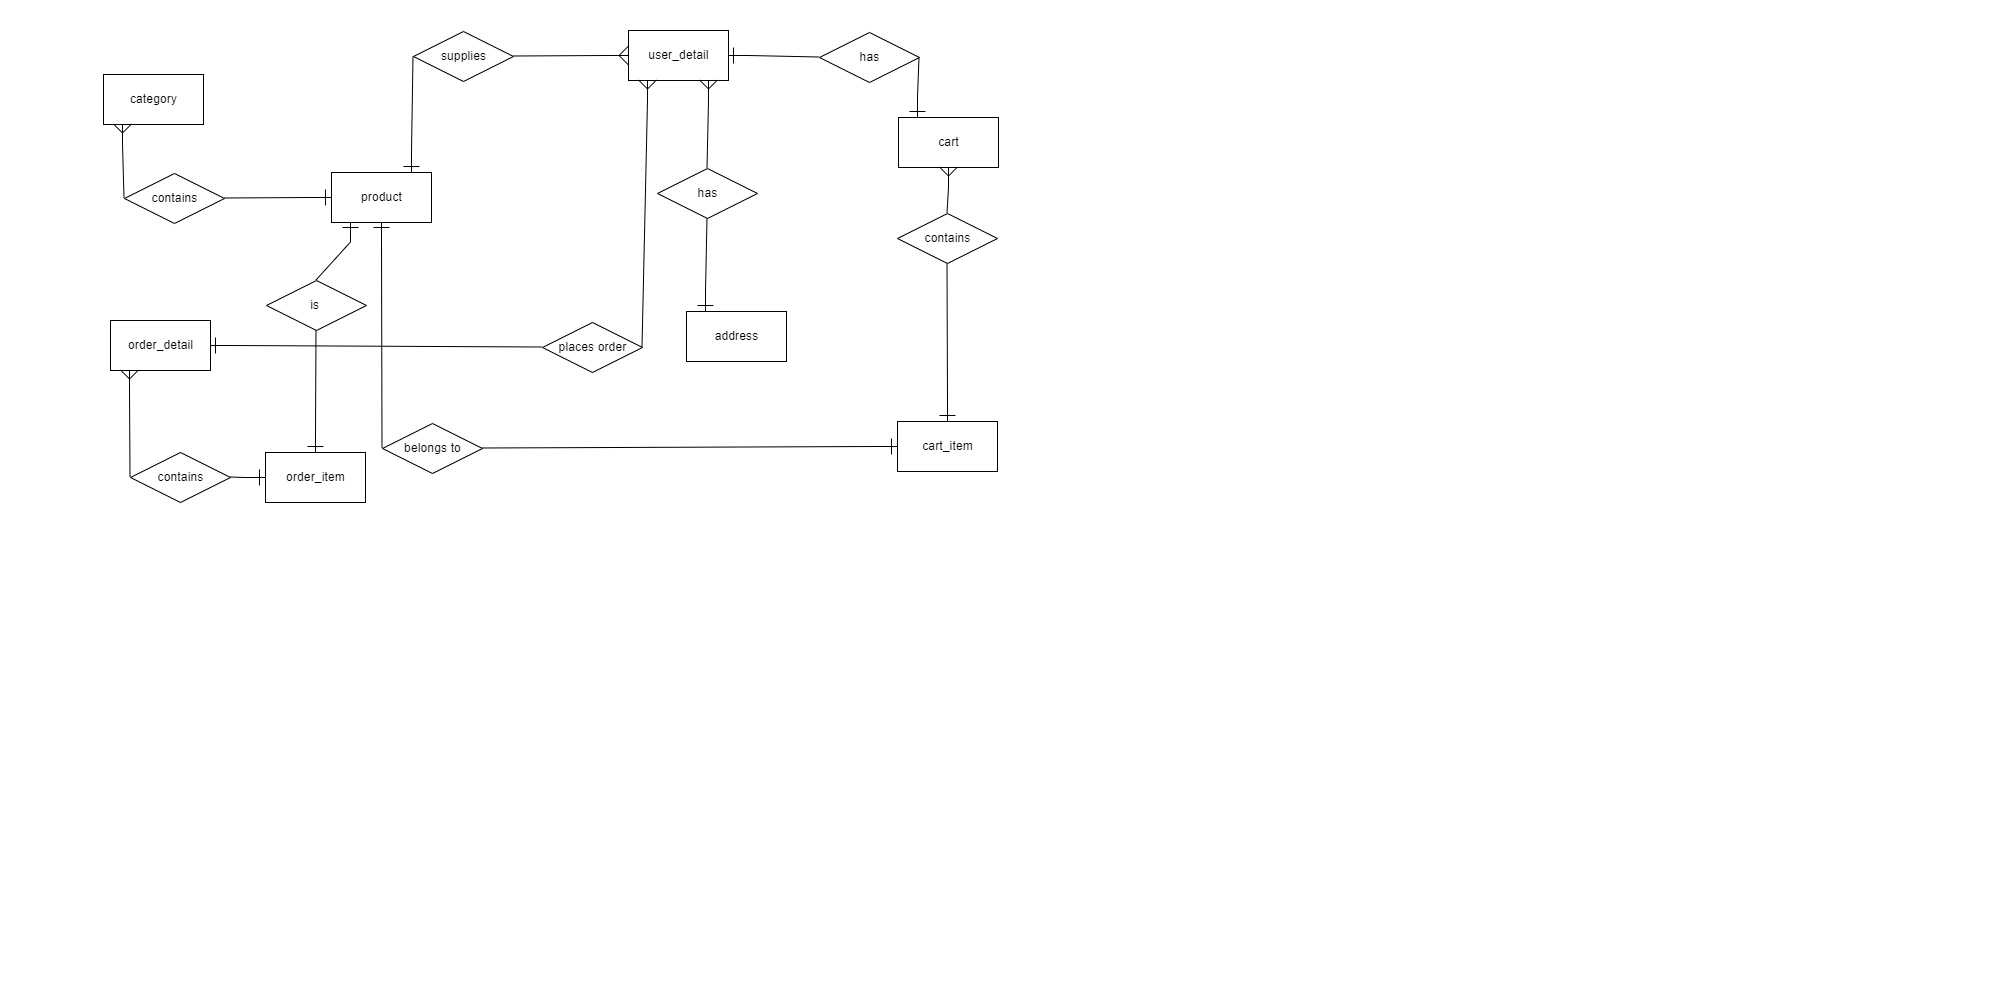 supplies
user_detail
has
category
cart
contains
product
has
contains
is
order_detail
places order
address
belongs to
cart_item
contains
order_item